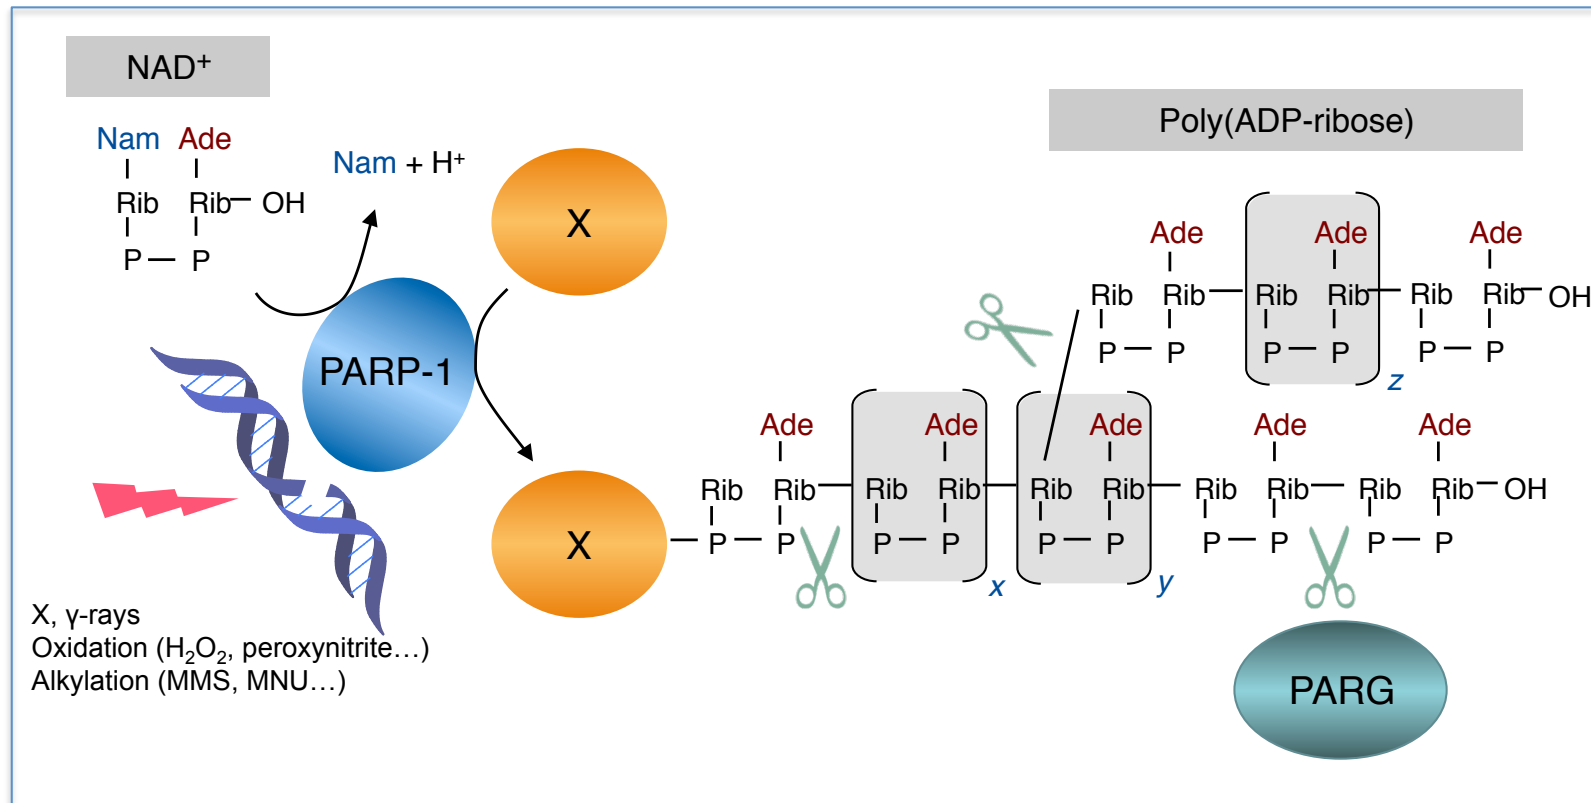 NAD⁺
Nam Ade
Rib Rib OH
P P
Nam + H⁺
X
PARP-1
X
X, γ-rays
Oxidation (H₂O₂, peroxynitrite…)
Alkylation (MMS, MNU…)
Poly(ADP-ribose)
Ade Ade Ade
Rib Rib Rib Rib Rib Rib OH
P P P P P P
z
Ade Ade Ade Ade Ade
Rib Rib Rib Rib Rib Rib Rib Rib Rib Rib OH
P P P P P P P P P P
x y
PARG